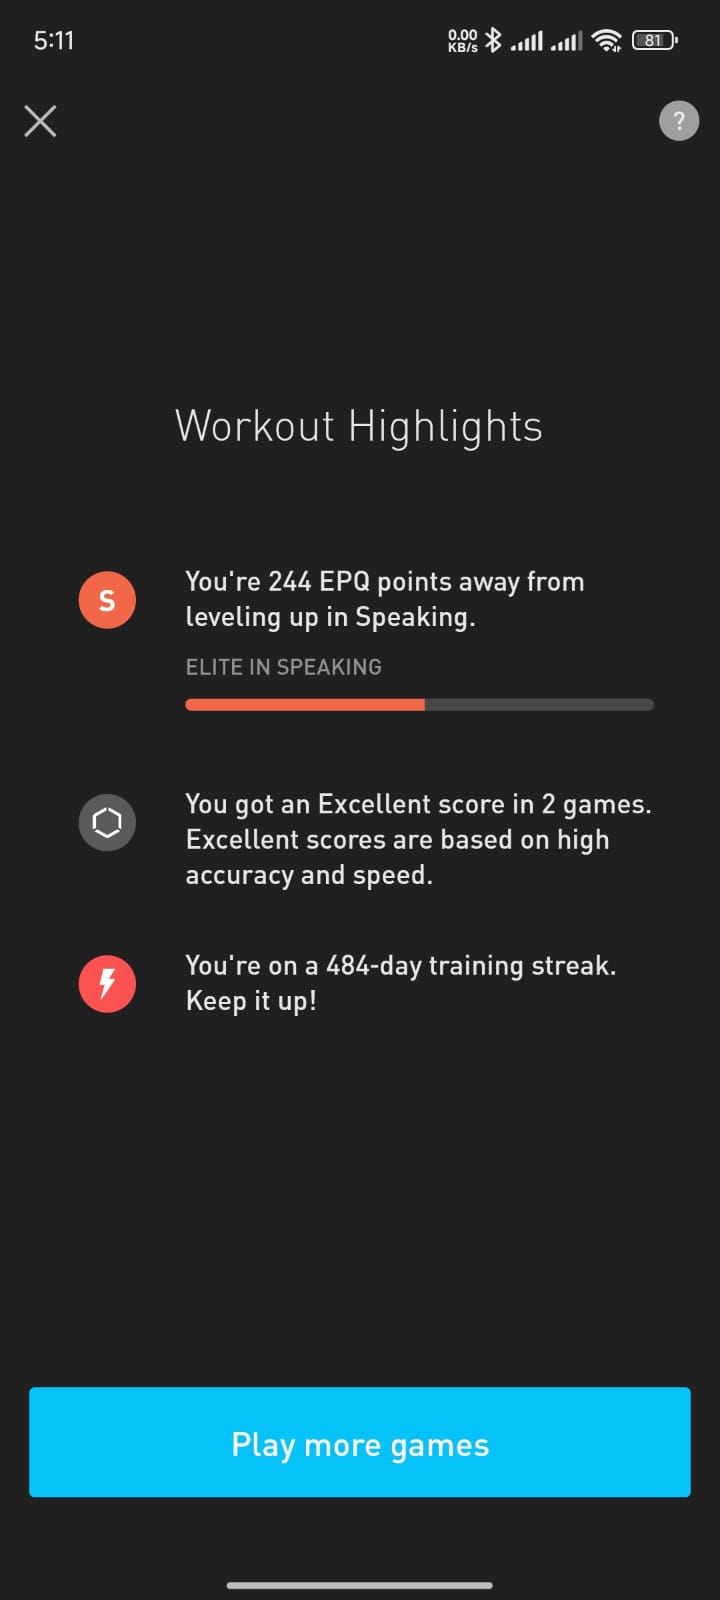 5:11
0.00
KB/s
81
?
Workout Highlights
S
You're 244 EPQ points away from
leveling up in Speaking.
ELITE IN SPEAKING
You got an Excellent score in 2 games.
Excellent scores are based on high
accuracy and speed.
You're on a 484-day training streak.
Keep it up!
Play more games